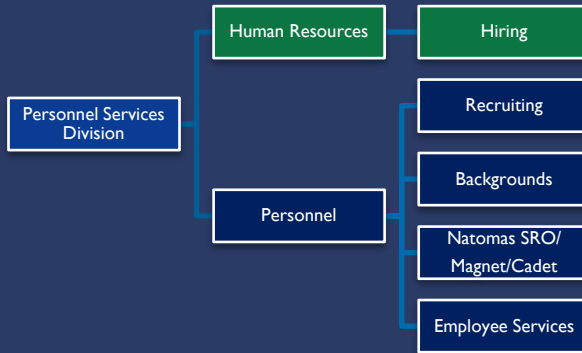 Human Resources
Hiring
Recruiting
Personnel Services
Division
Backgrounds
Personnel
Natomas SRO/
Magnet/Cadet
Employee Services